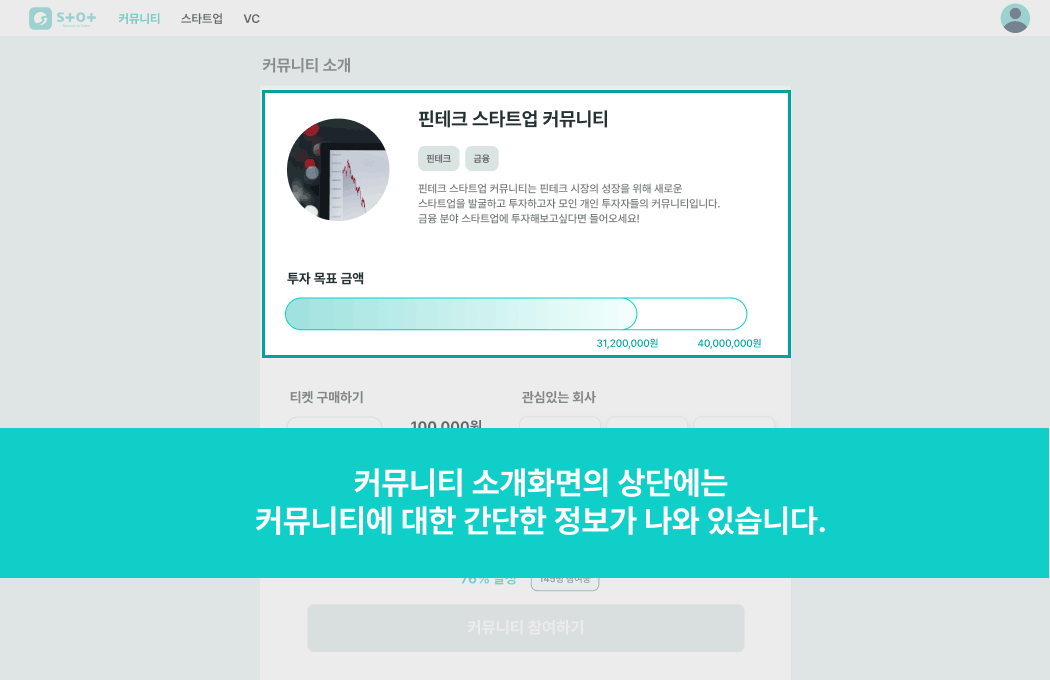 S+O+
커뮤니티
스타트업
VC
커뮤니티 소개
핀테크 스타트업 커뮤니티
핀테크
금융
핀테크 스타트업 커뮤니티는 핀테크 시장의 성장을 위해 새로운
스타트업을 발굴하고 투자하고자 모인 개인 투자자들의 커뮤니티입니다.
금융 분야 스타트업에 투자해보고싶다면 들어오세요!
투자 목표 금액
31,200,000원
40,000,000원
티켓 구매하기
관심있는 회사
100,000원
커뮤니티 소개화면의 상단에는
커뮤니티에 대한 간단한 정보가 나와 있습니다.
78% 달성
145명 참여중
커뮤니티 참여하기